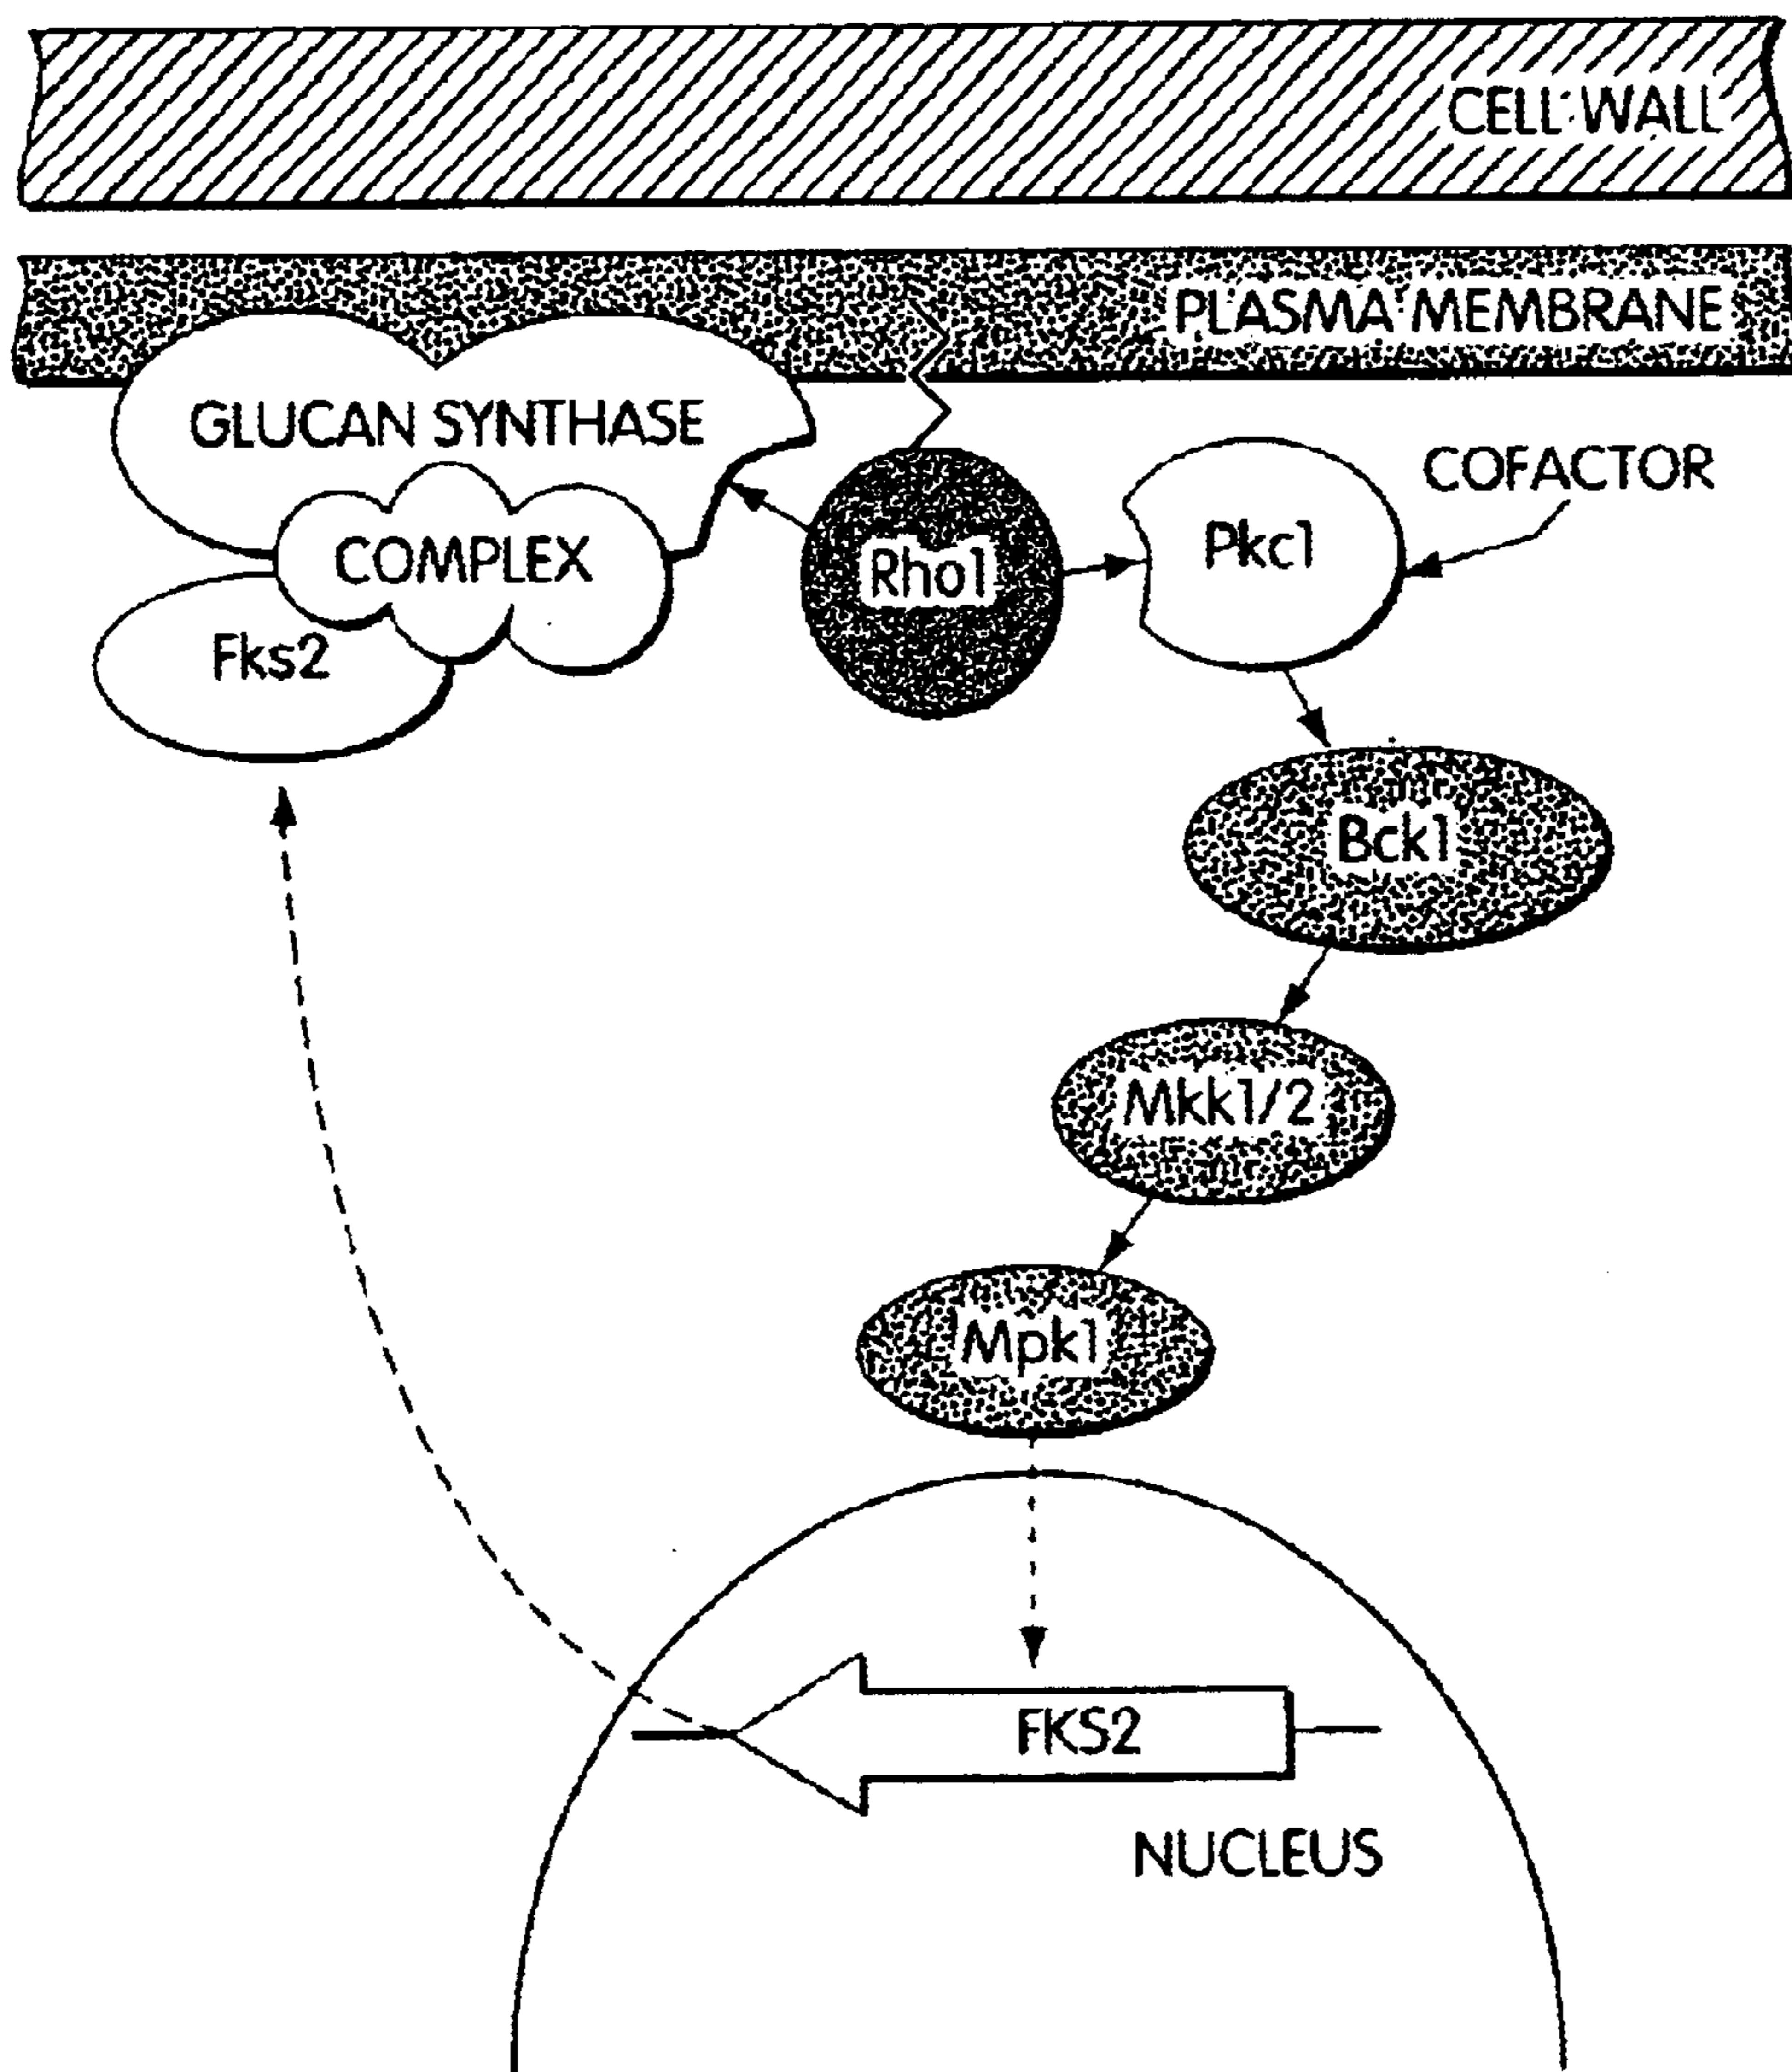 CELL WALL
PLASMA MEMBRANE
GLUCAN SYNTHASE
COMPLEX
Fks2
Rho1
Pkc1
COFACTOR
Bck1
Mkk1/2
Mpk1
FKS2
NUCLEUS